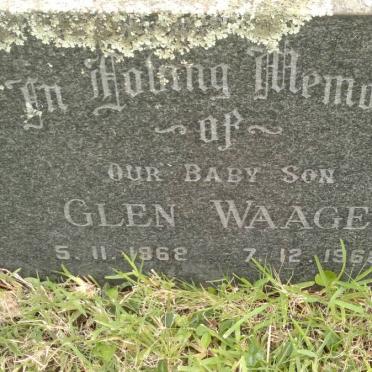 In Loving Memo
of
OUR BABY SON
GLEN WAAGE
5. 11. 1962 7. 12. 196